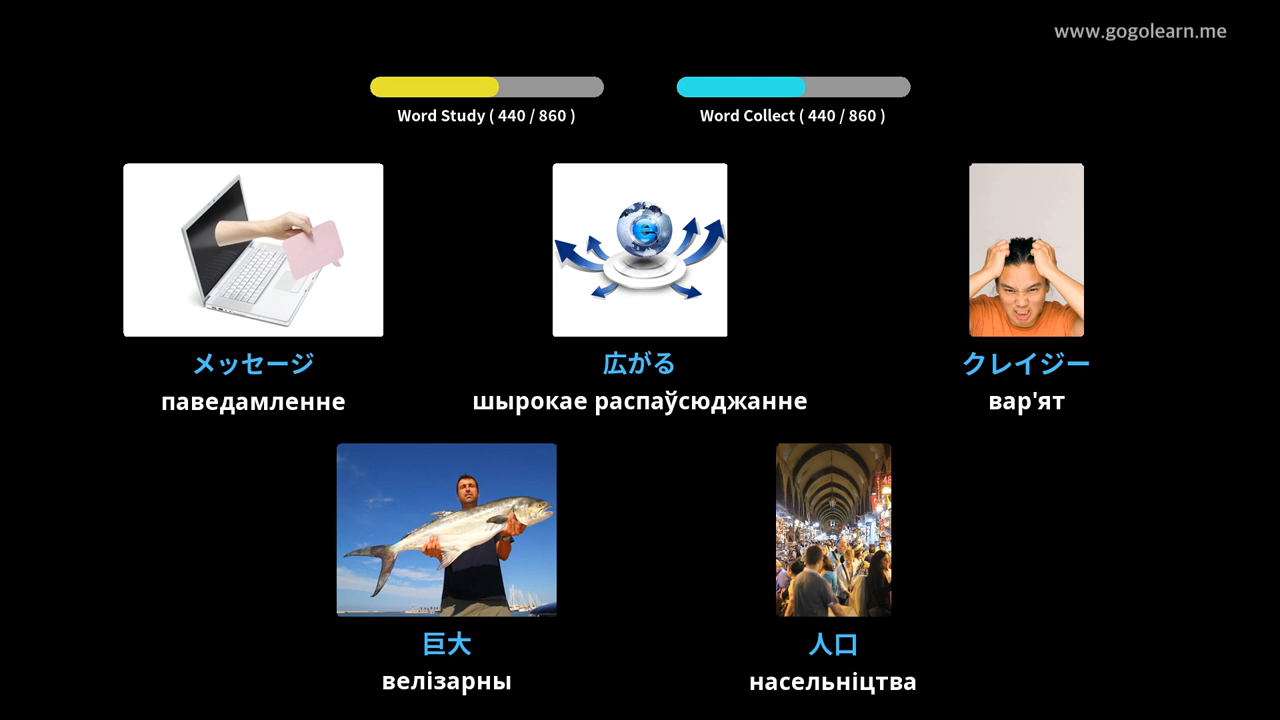 www.gogolearn.me
Word Study ( 440 / 860 )
Word Collect ( 440 / 860 )
メッセージ
паведамленне
広がる
шырокае распаўсюджанне
クレイジー
вар'ят
巨大
велізарны
人口
насельніцтва